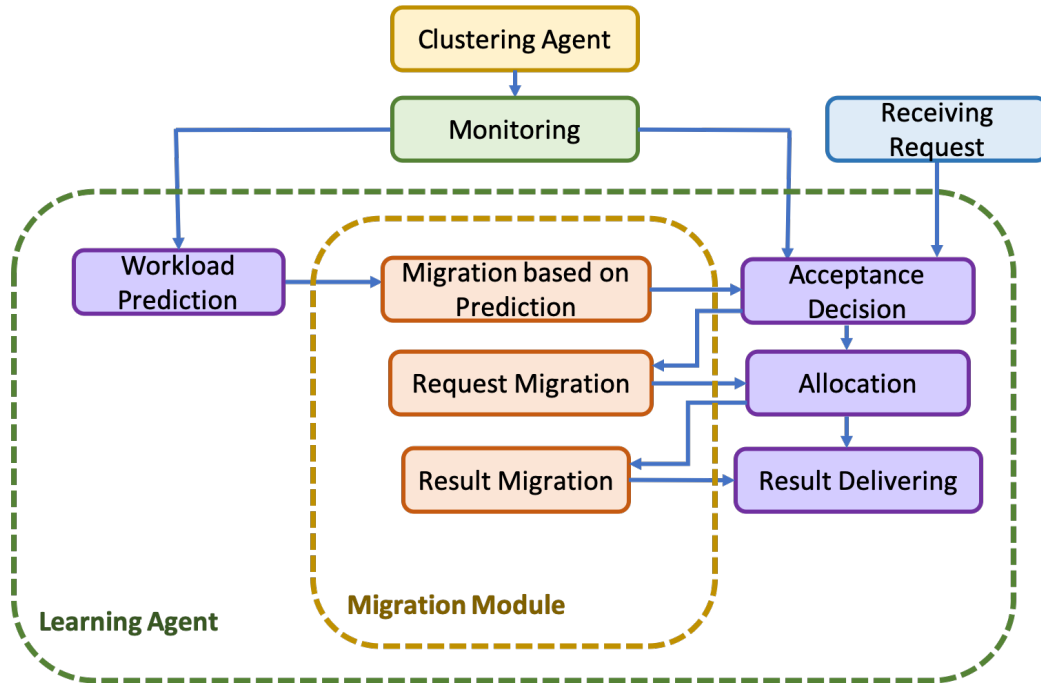 Clustering Agent
Monitoring
Receiving
Request
Workload
Prediction
Migration based on
Prediction
Acceptance
Decision
Request Migration
Allocation
Result Migration
Result Delivering
Migration Module
Learning Agent